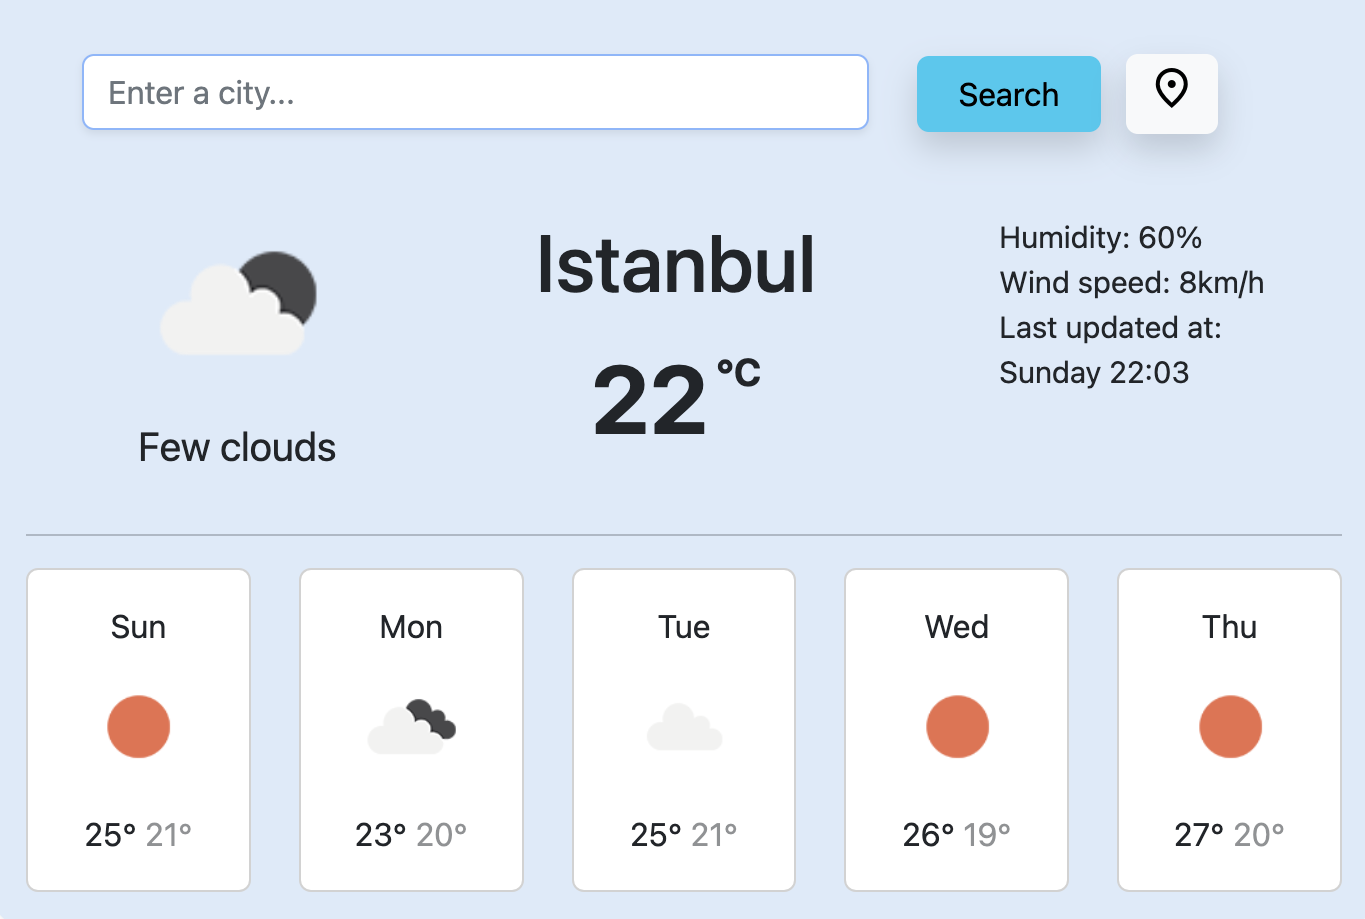 Enter a city...
Search
Istanbul
22 °C
Few clouds
Humidity: 60%
Wind speed: 8km/h
Last updated at:
Sunday 22:03
Sun
25° 21°
Mon
23° 20°
Tue
25° 21°
Wed
26° 19°
Thu
27° 20°